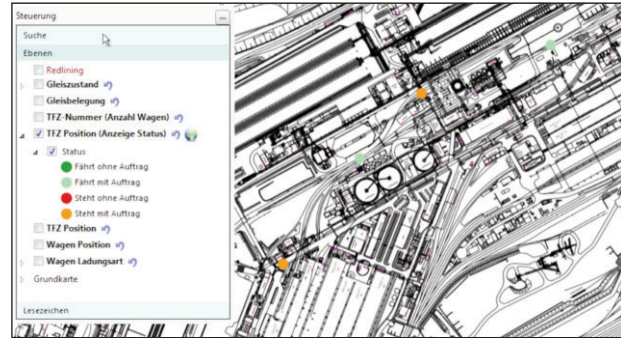 Steuerung
Suche
Ebenen
Redlining
Gleiszustand
Gleisbelegung
TFZ-Nummer (Anzahl Wagen)
TFZ Position (Anzeige Status)
Status
Fährt ohne Auftrag
Fährt mit Auftrag
Steht ohne Auftrag
Steht mit Auftrag
TFZ Position
Wagen Position
Wagen Ladungsart
Grundkarte
Lesezeichen